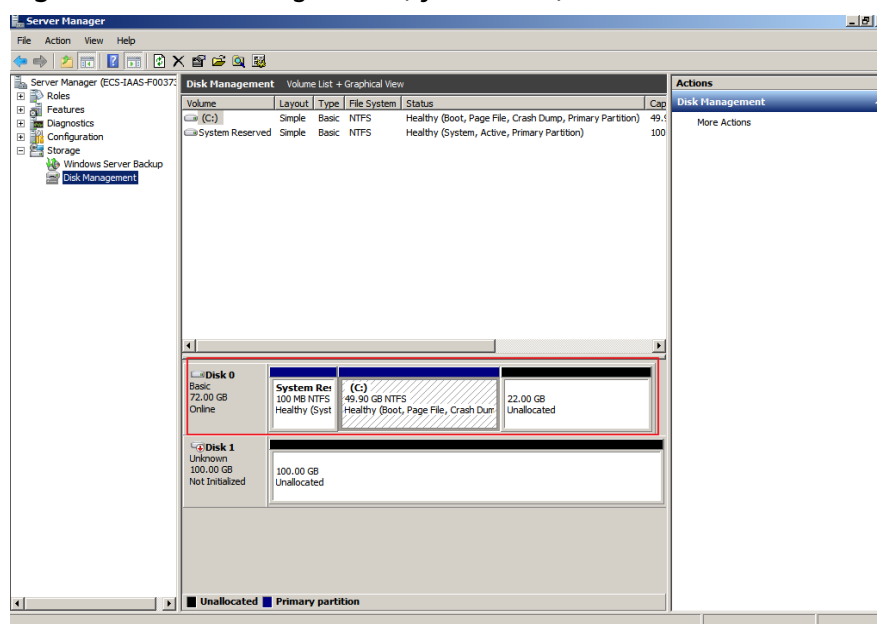 Server Manager
File Action View Help
Server Manager (ECS-IAAS-F00373
Roles
Features
Diagnostics
Configuration
Storage
Windows Server Backup
Disk Management
Disk Management Volume List + Graphical View
Volume Layout Type File System Status Cap
(C:) Simple Basic NTFS Healthy (Boot, Page File, Crash Dump, Primary Partition) 49.9
System Reserved Simple Basic NTFS Healthy (System, Active, Primary Partition) 100
Disk 0
Basic
72.00 GB
Online
System Res
100 MB NTFS
Healthy (Syst
(C:)
49.90 GB NTFS
Healthy (Boot, Page File, Crash Dum
22.00 GB
Unallocated
Disk 1
Unknown
100.00 GB
Not Initialized
100.00 GB
Unallocated
Unallocated Primary partition
Actions
Disk Management
More Actions